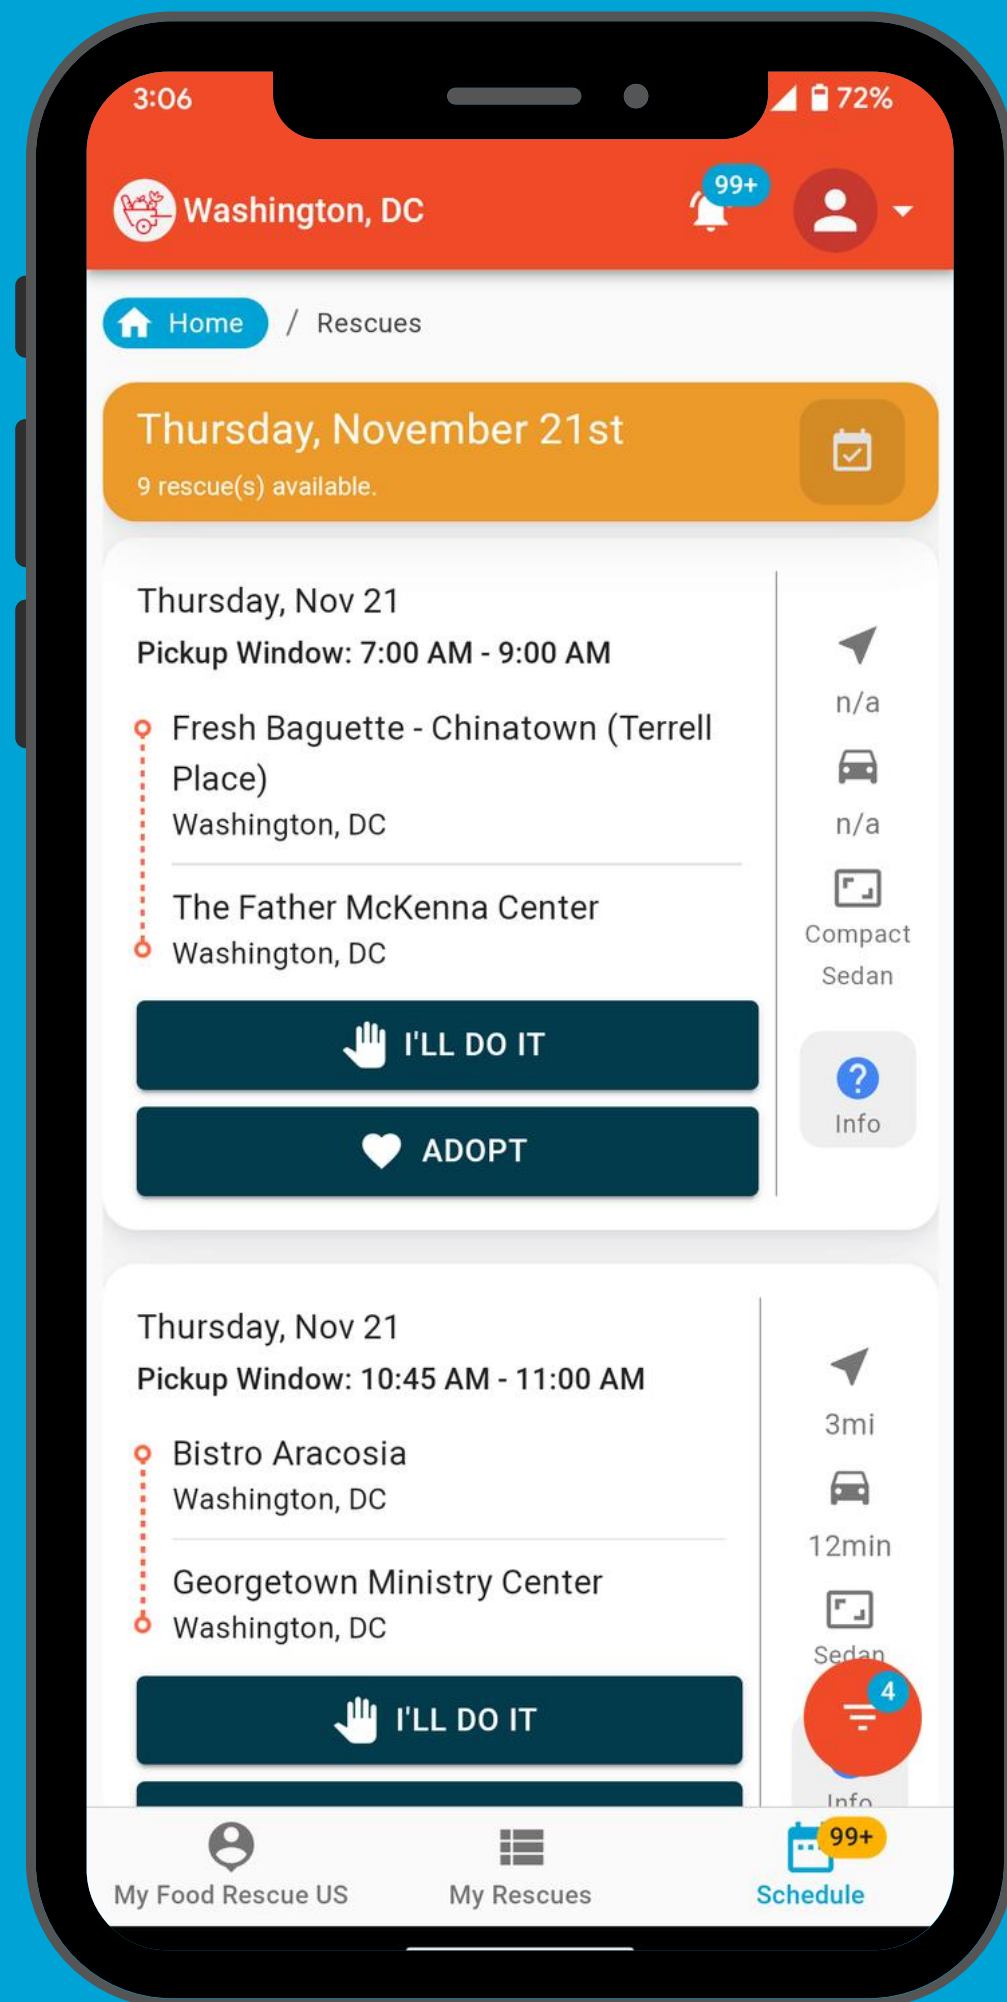 3:06
72%
Washington, DC
99+
Home / Rescues
Thursday, November 21st
9 rescue(s) available.
Thursday, Nov 21
Pickup Window: 7:00 AM - 9:00 AM
n/a
Fresh Baguette - Chinatown (Terrell
Place)
Washington, DC
n/a
The Father McKenna Center
Washington, DC
Compact
Sedan
I'LL DO IT
?
Info
ADOPT
Thursday, Nov 21
Pickup Window: 10:45 AM - 11:00 AM
3mi
Bistro Aracosia
Washington, DC
12min
Georgetown Ministry Center
Washington, DC
Sedan
4
I'LL DO IT
Info
99+
My Food Rescue US
My Rescues
Schedule